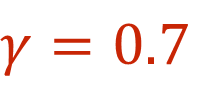 γ = 0.7